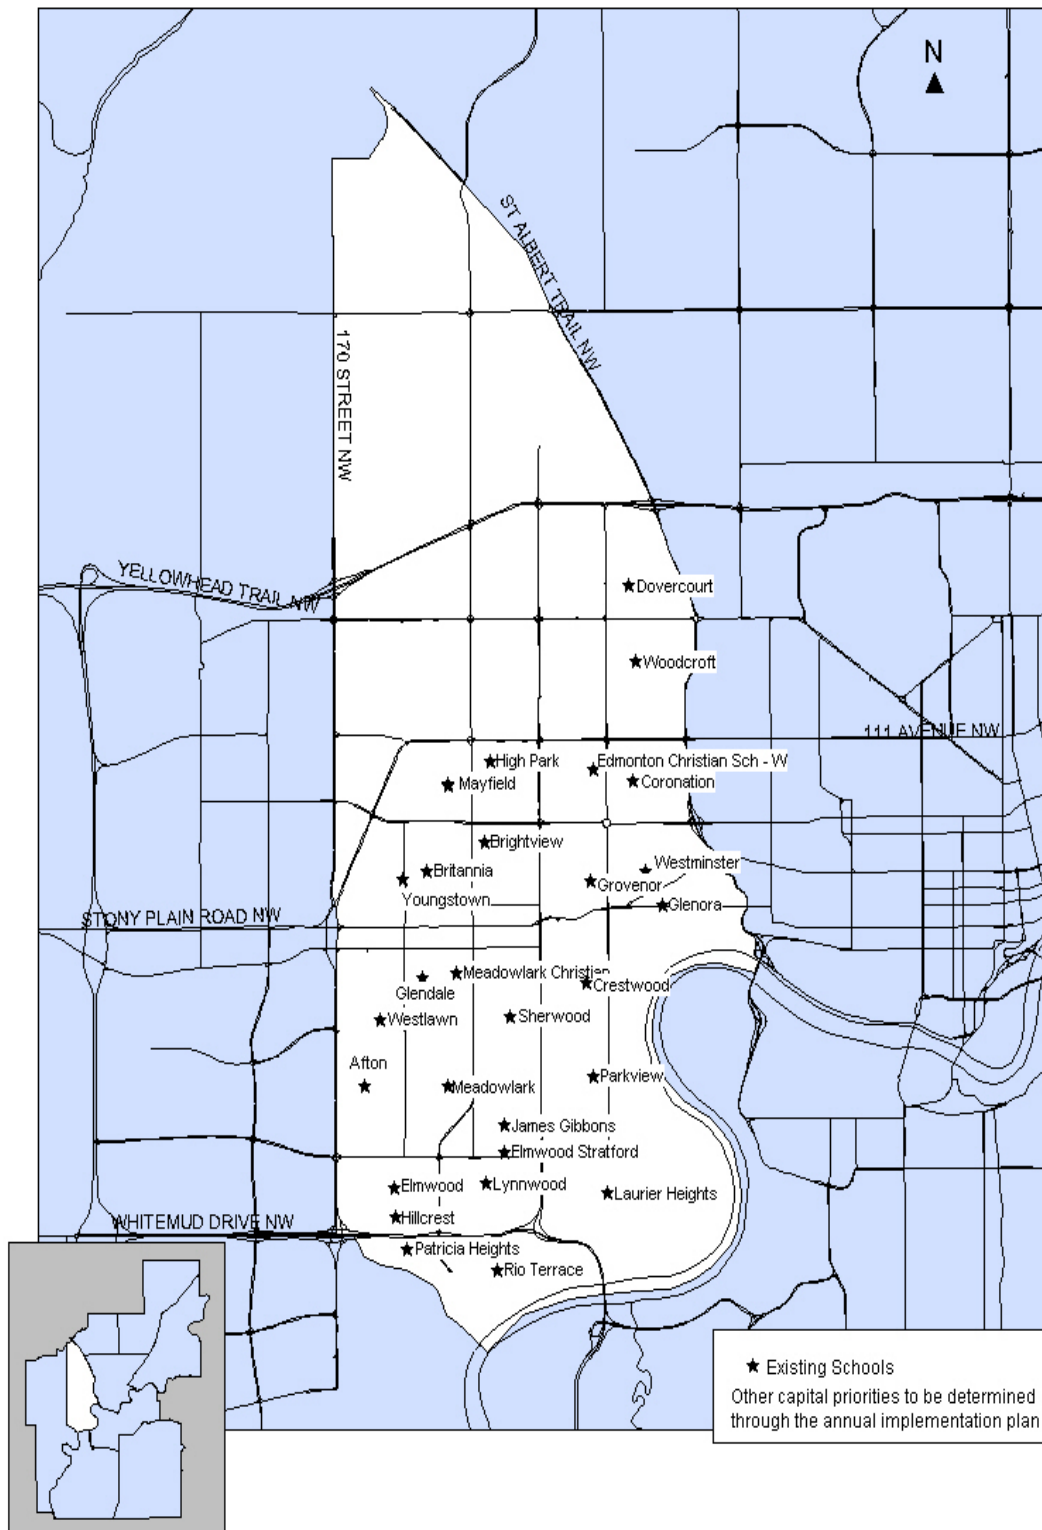 N
ST ALBERT TRAIL NW
170 STREET NW
YELLOWHEAD TRAIL NW
Dovercourt
Woodcroft
111 AVENUE NW
High Park
Edmonton Christian Sch - W
Mayfield
Coronation
Brightview
Westminster
Britannia
Grovenor
Youngstown
Glenora
STONY PLAIN ROAD NW
Meadowlark Christian
Crestwood
Glendale
Westlawn
Sherwood
Afton
Parkview
Meadowlark
James Gibbons
Elmwood Stratford
Elmwood
Lynnwood
Laurier Heights
Hillcrest
WHITEMUD DRIVE NW
Patricia Heights
Rio Terrace
Existing Schools
Other capital priorities to be determined
through the annual implementation plan